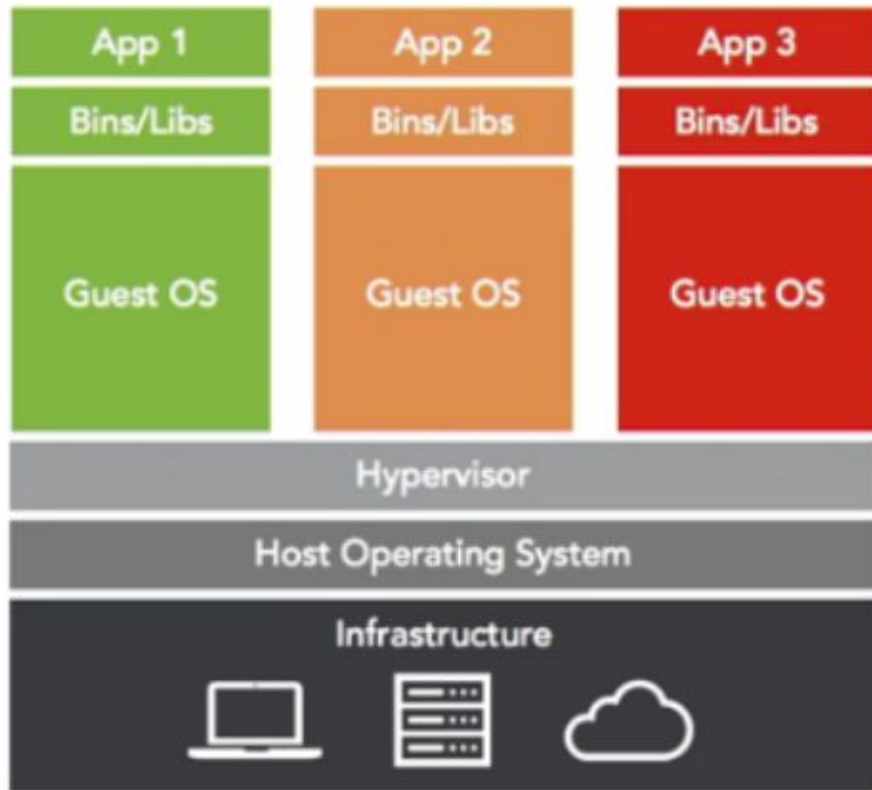 App 1
App 2
App 3
Bins/Libs
Bins/Libs
Bins/Libs
Guest OS
Guest OS
Guest OS
Hypervisor
Host Operating System
Infrastructure